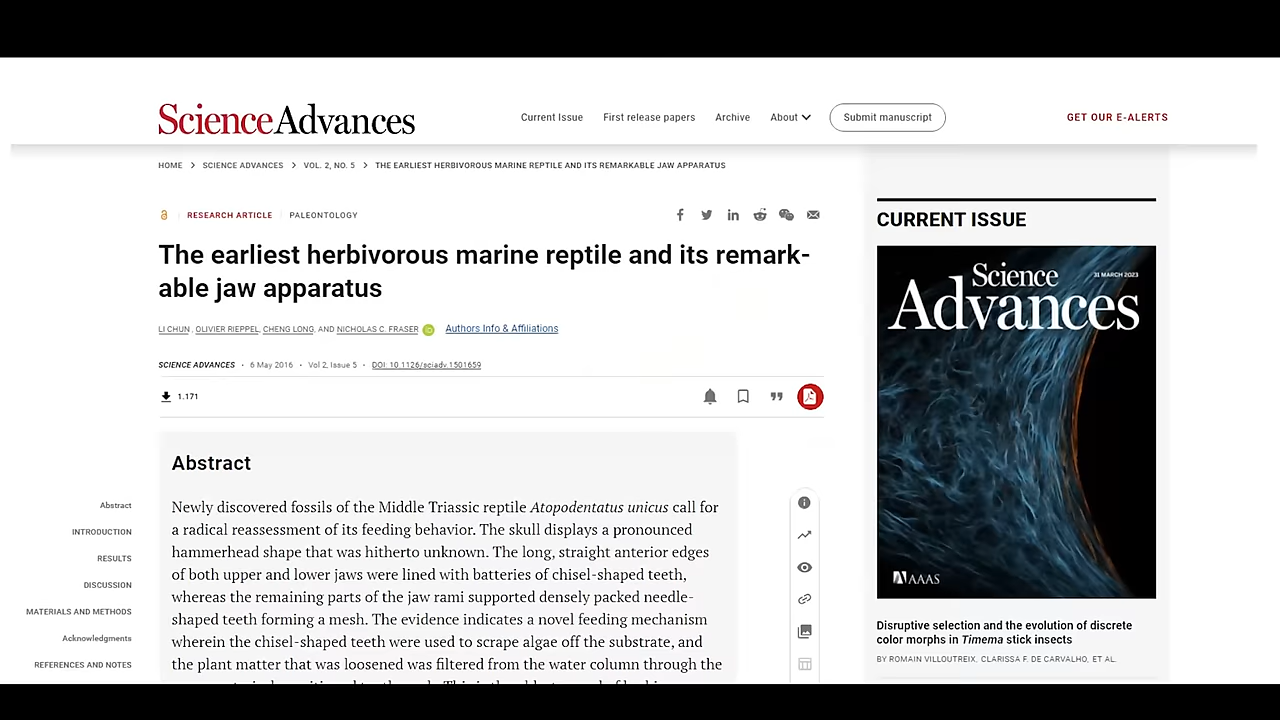 ScienceAdvances
Current Issue First release papers Archive About Submit manuscript
GET OUR E-ALERTS
HOME > SCIENCE ADVANCES > VOL. 2, NO. 5 > THE EARLIEST HERBIVOROUS MARINE REPTILE AND ITS REMARKABLE JAW APPARATUS
RESEARCH ARTICLE PALEONTOLOGY
The earliest herbivorous marine reptile and its remark-
able jaw apparatus
LI CHUN, OLIVIER RIEPPEL, CHENG LONG, AND NICHOLAS C. FRASER iD Authors Info & Affiliations
SCIENCE ADVANCES • 6 May 2016 • Vol 2, Issue 5 • DOI: 10.1126/sciadv.1501659
1.171
Abstract
Newly discovered fossils of the Middle Triassic reptile Atopodentatus unicus call for
a radical reassessment of its feeding behavior. The skull displays a pronounced
hammerhead shape that was hitherto unknown. The long, straight anterior edges
of both upper and lower jaws were lined with batteries of chisel-shaped teeth,
whereas the remaining parts of the jaw rami supported densely packed needle-
shaped teeth forming a mesh. The evidence indicates a novel feeding mechanism
wherein the chisel-shaped teeth were used to scrape algae off the substrate, and
the plant matter that was loosened was filtered from the water column through the
Abstract
INTRODUCTION
RESULTS
DISCUSSION
MATERIALS AND METHODS
Acknowledgments
REFERENCES AND NOTES
CURRENT ISSUE
Science
31 MARCH 2023
Advances
AAAS
Disruptive selection and the evolution of discrete
color morphs in Timema stick insects
BY ROMAIN VILLOUTREIX, CLARISSA F. DE CARVALHO, ET AL.